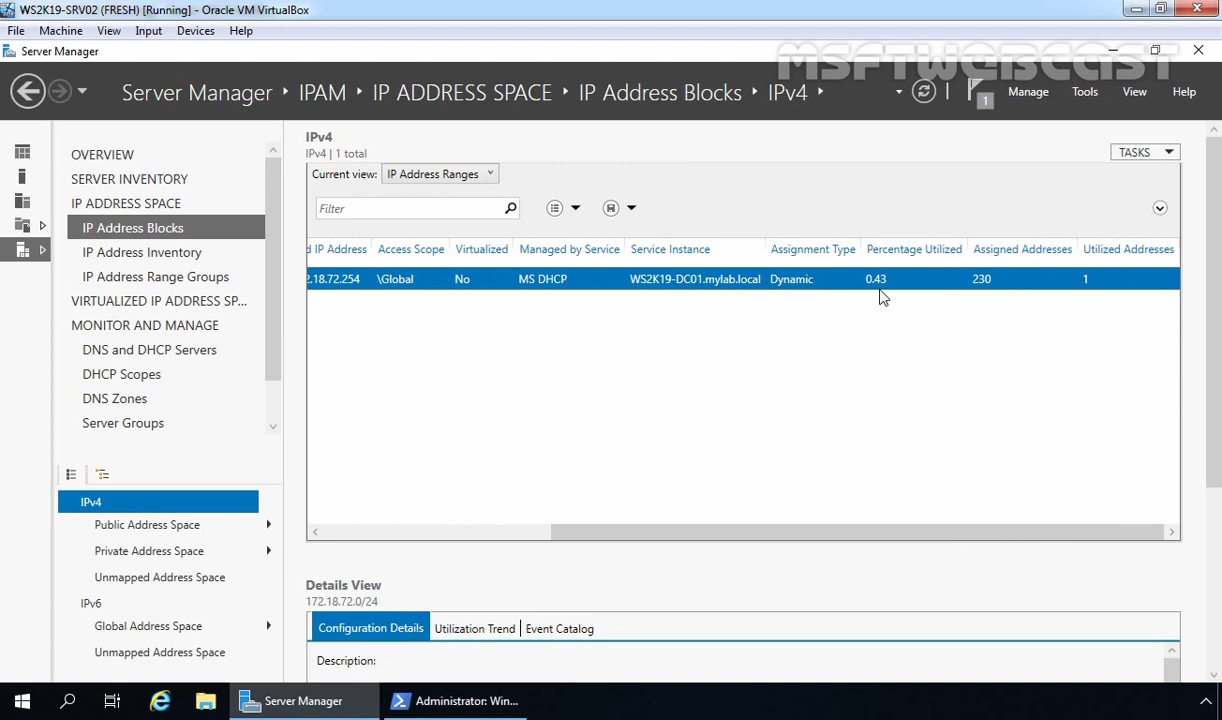 WS2K19-SRV02 (FRESH) [Running] - Oracle VM VirtualBox
File Machine View Input Devices Help
Server Manager
MSFTWEBCAST
Server Manager IPAM IP ADDRESS SPACE IP Address Blocks IPv4 1 Manage Tools View Help
OVERVIEW
SERVER INVENTORY
IP ADDRESS SPACE
IP Address Blocks
IP Address Inventory
IP Address Range Groups
VIRTUALIZED IP ADDRESS SP...
MONITOR AND MANAGE
DNS and DHCP Servers
DHCP Scopes
DNS Zones
Server Groups
IPv4
Public Address Space
Private Address Space
Unmapped Address Space
IPv6
Global Address Space
Unmapped Address Space
IPv4
IPv4 | 1 total
TASKS
Current view: IP Address Ranges
Filter
d IP Address Access Scope Virtualized Managed by Service Service Instance Assignment Type Percentage Utilized Assigned Addresses Utilized Addresses
2.18.72.254 \Global No MS DHCP WS2K19-DC01.mylab.local Dynamic 0.43 230 1
Details View
172.18.72.0/24
Configuration Details Utilization Trend Event Catalog
Description:
Server Manager Administrator: Win...